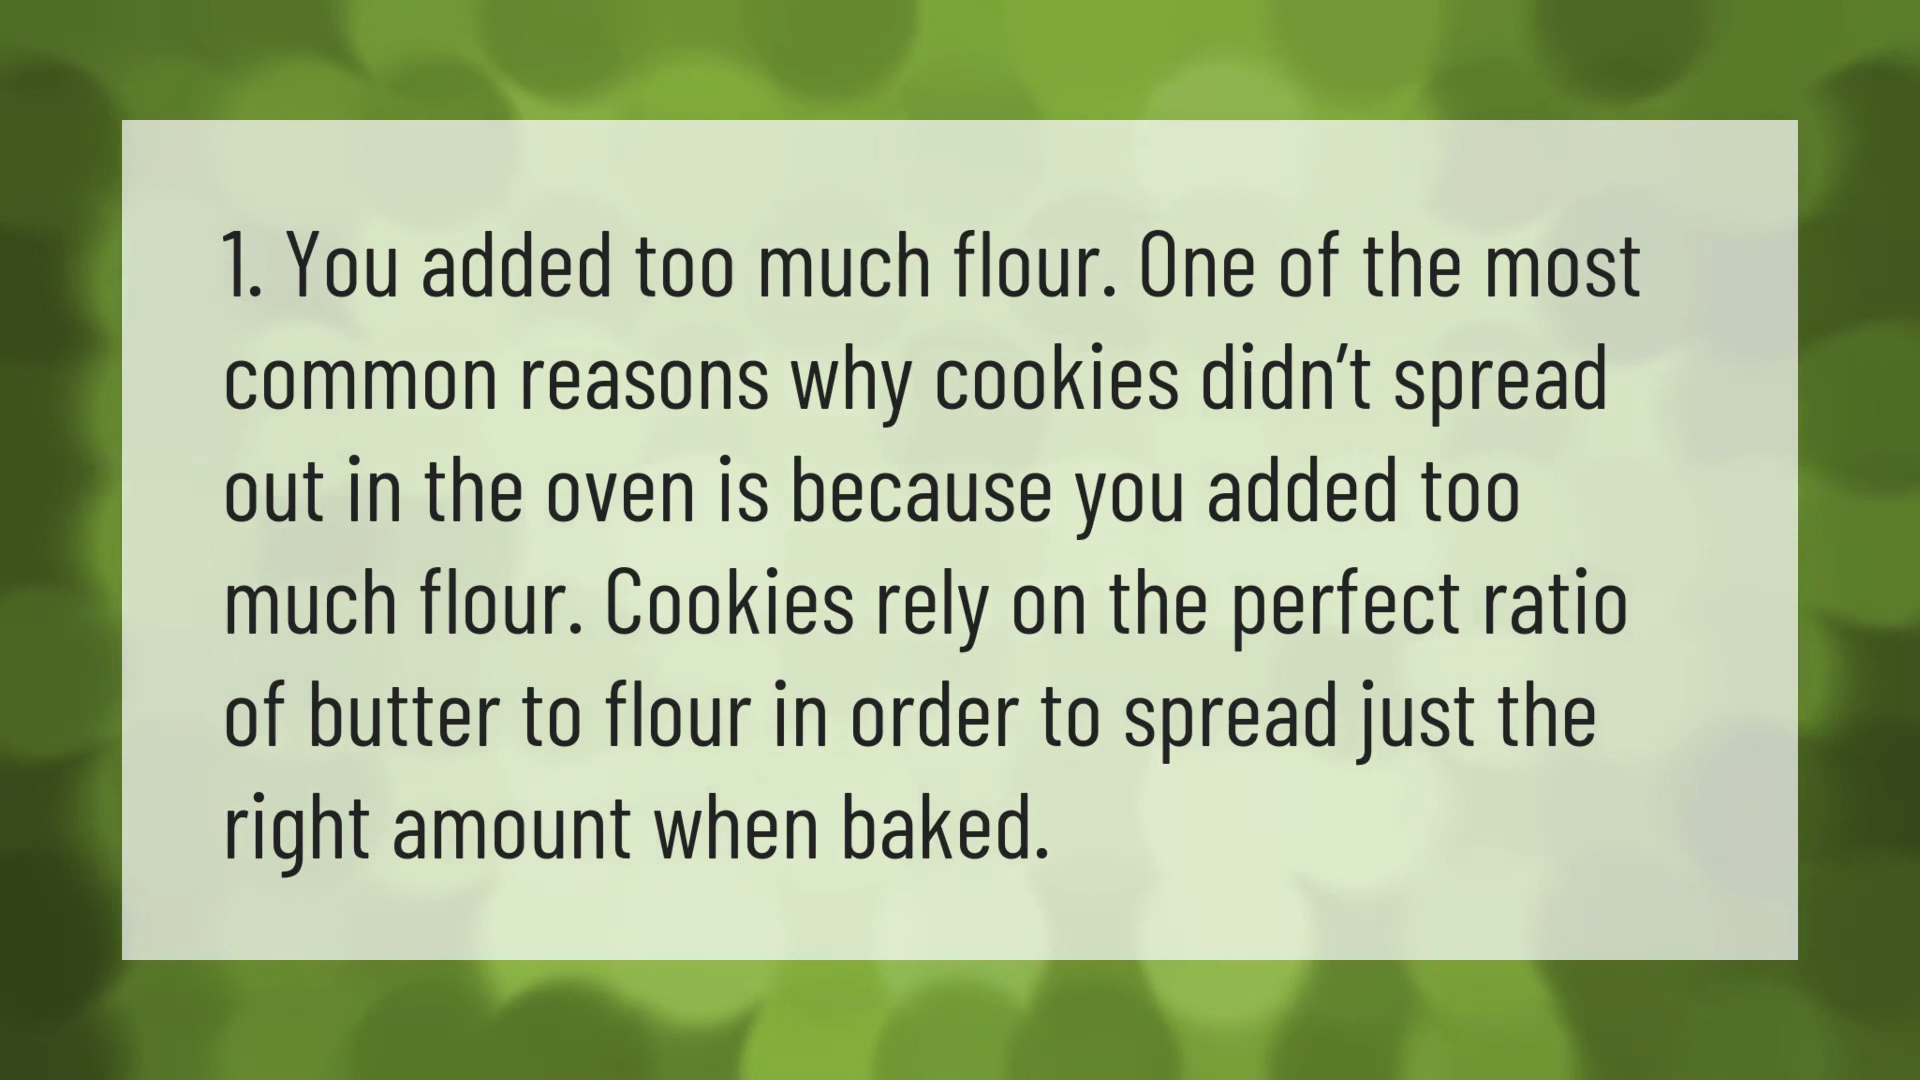 1. You added too much flour. One of the most
common reasons why cookies didn’t spread
out in the oven is because you added too
much flour. Cookies rely on the perfect ratio
of butter to flour in order to spread just the
right amount when baked.